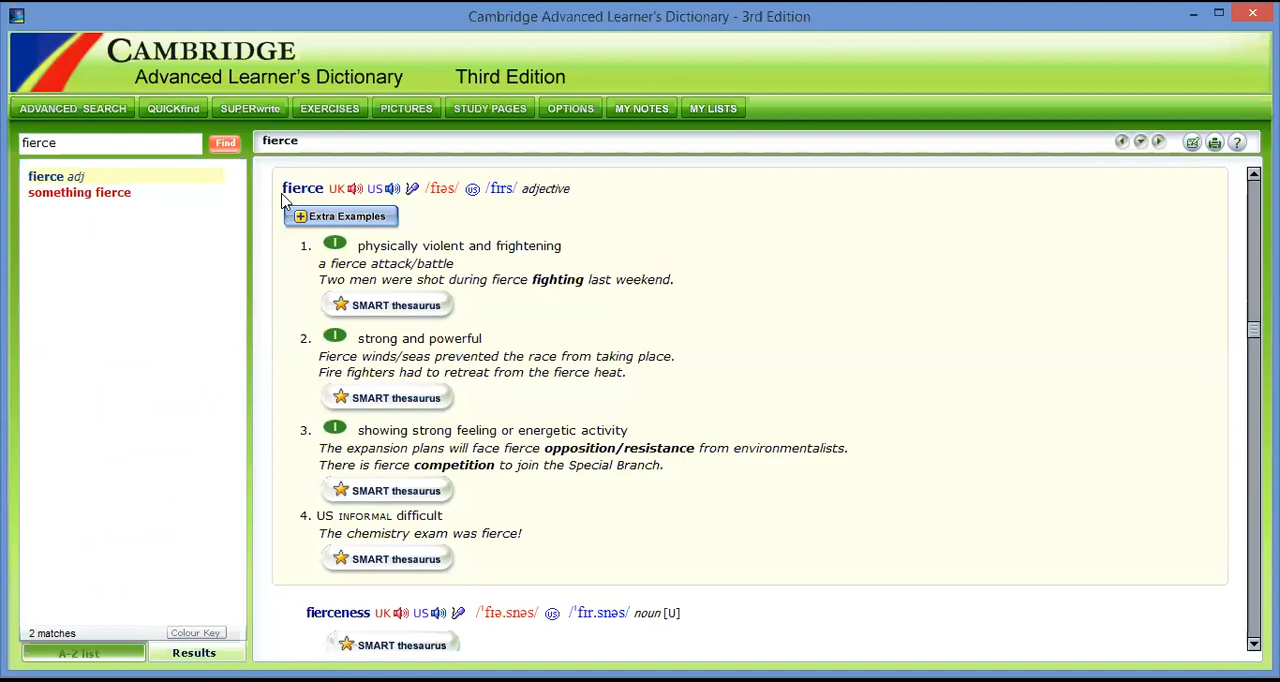 Cambridge Advanced Learner's Dictionary - 3rd Edition
CAMBRIDGE
Advanced Learner's Dictionary Third Edition
ADVANCED SEARCH QUICKfind SUPERwrite EXERCISES PICTURES STUDY PAGES OPTIONS MY NOTES MY LISTS
fierce Find
fierce adj
something fierce
2 matches Colour Key
A-Z list Results
fierce
fierce UK US /fɪəs/ US /fɪrs/ adjective
Extra Examples
1. I physically violent and frightening
a fierce attack/battle
Two men were shot during fierce fighting last weekend.
SMART thesaurus
2. I strong and powerful
Fierce winds/seas prevented the race from taking place.
Fire fighters had to retreat from the fierce heat.
SMART thesaurus
3. I showing strong feeling or energetic activity
The expansion plans will face fierce opposition/resistance from environmentalists.
There is fierce competition to join the Special Branch.
SMART thesaurus
4. US INFORMAL difficult
The chemistry exam was fierce!
SMART thesaurus
fierceness UK US /ˈfɪə.snəs/ US /ˈfɪr.snəs/ noun [U]
SMART thesaurus